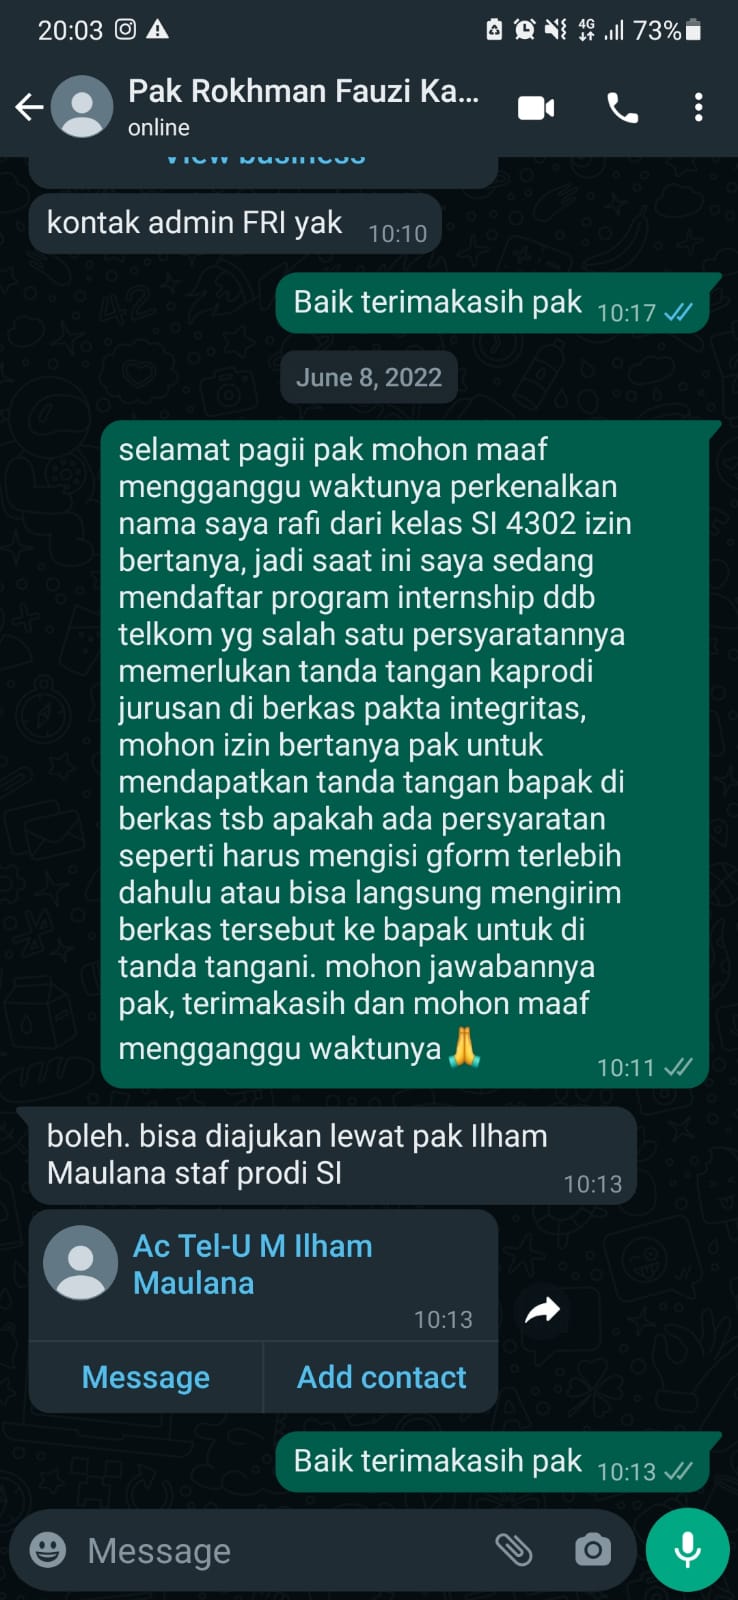 20:03
4G
73%
Pak Rokhman Fauzi Ka...
online
View business
kontak admin FRI yak
10:10
Baik terimakasih pak
10:17
June 8, 2022
selamat pagii pak mohon maaf
mengganggu waktunya perkenalkan
nama saya rafi dari kelas SI 4302 izin
bertanya, jadi saat ini saya sedang
mendaftar program internship ddb
telkom yg salah satu persyaratannya
memerlukan tanda tangan kaprodi
jurusan di berkas pakta integritas,
mohon izin bertanya pak untuk
mendapatkan tanda tangan bapak di
berkas tsb apakah ada persyaratan
seperti harus mengisi gform terlebih
dahulu atau bisa langsung mengirim
berkas tersebut ke bapak untuk di
tanda tangani. mohon jawabannya
pak, terimakasih dan mohon maaf
mengganggu waktunya🙏
10:11
boleh. bisa diajukan lewat pak Ilham
Maulana staf prodi SI
10:13
Ac Tel-U M Ilham
Maulana
10:13
Message
Add contact
Baik terimakasih pak
10:13
Message